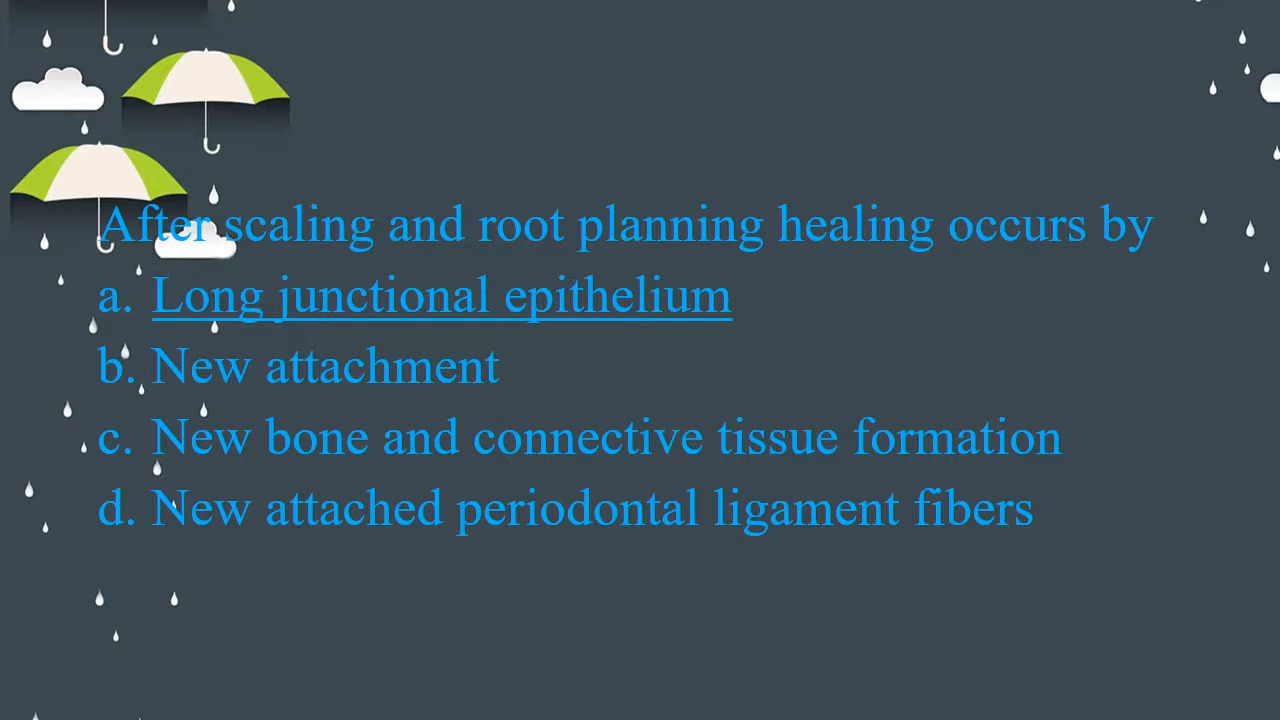 After scaling and root planning healing occurs by
a. Long junctional epithelium
b. New attachment
c. New bone and connective tissue formation
d. New attached periodontal ligament fibers